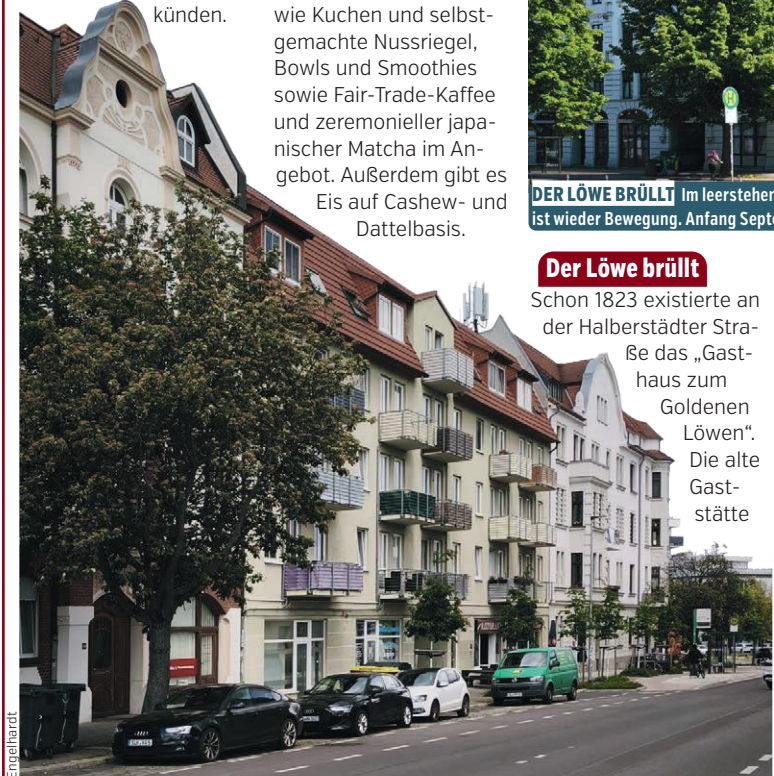 künden.
wie Kuchen und selbst-
gemachte Nussriegel,
Bowls und Smoothies
sowie Fair-Trade-Kaffee
und zeremonieller japa-
nischer Matcha im An-
gebot. Außerdem gibt es
Eis auf Cashew- und
Dattelbasis.
H
DER LÖWE BRÜLLT Im leerstehen
ist wieder Bewegung. Anfang Sept
Der Löwe brüllt
Schon 1823 existierte an
der Halberstädter Stra-
ße das „Gast-
haus zum
Goldenen
Löwen“.
Die alte
Gast-
stätte
Engelhardt